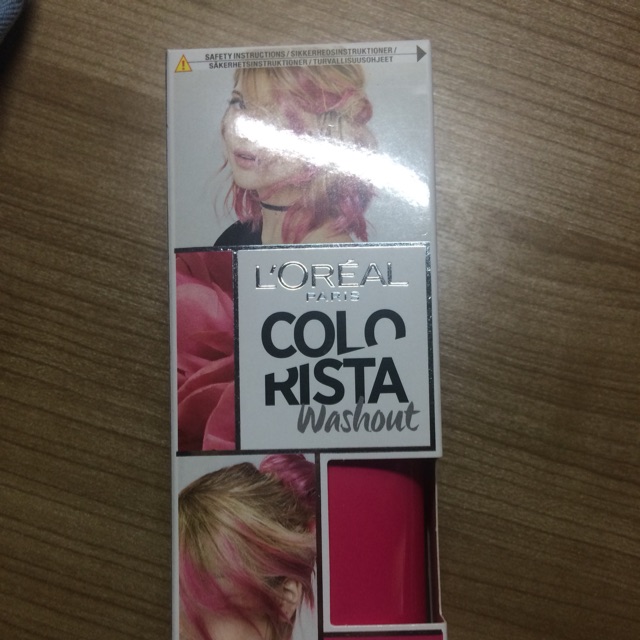 SAFETY INSTRUCTIONS / SIKKERHEDSINSTRUKTIONER /
SÄKERHETSINSTRUKTIONER / TURVALLISUUSOHJEET
L'ORÉAL
PARIS
COLO
RISTA
Washout